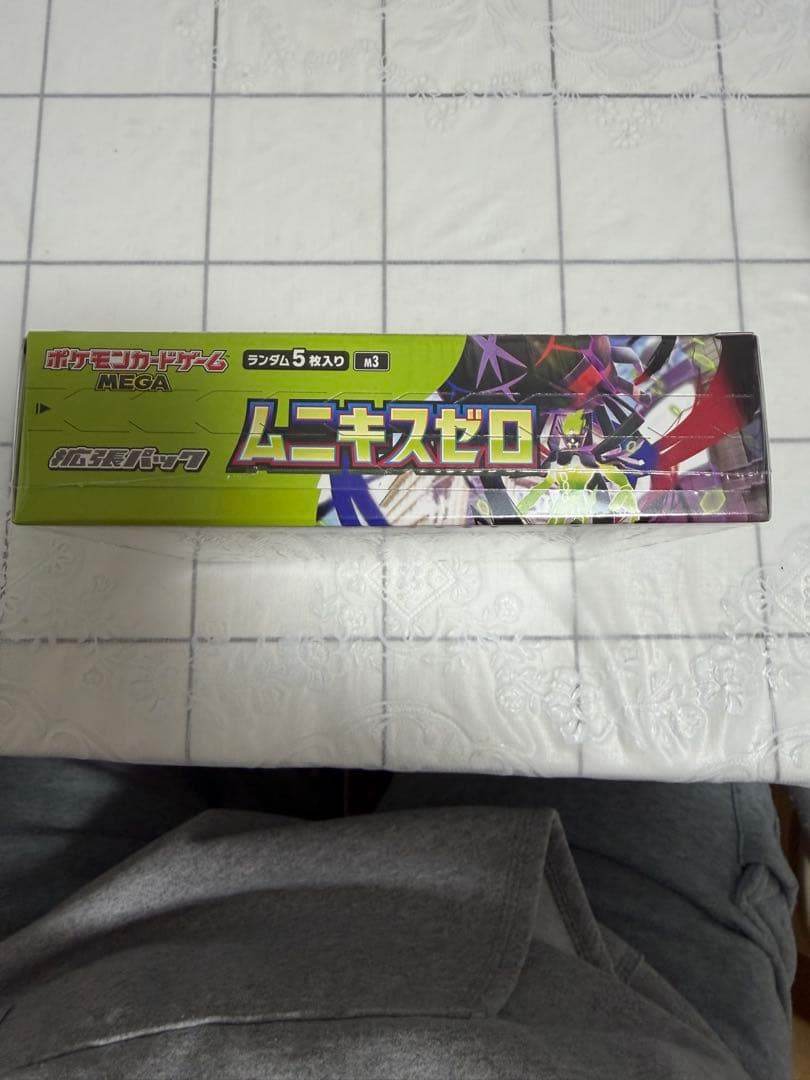 ポケモンカードゲーム
MEGA
ランダム5枚入り
M3
ムニキスゼロ
拡張パック